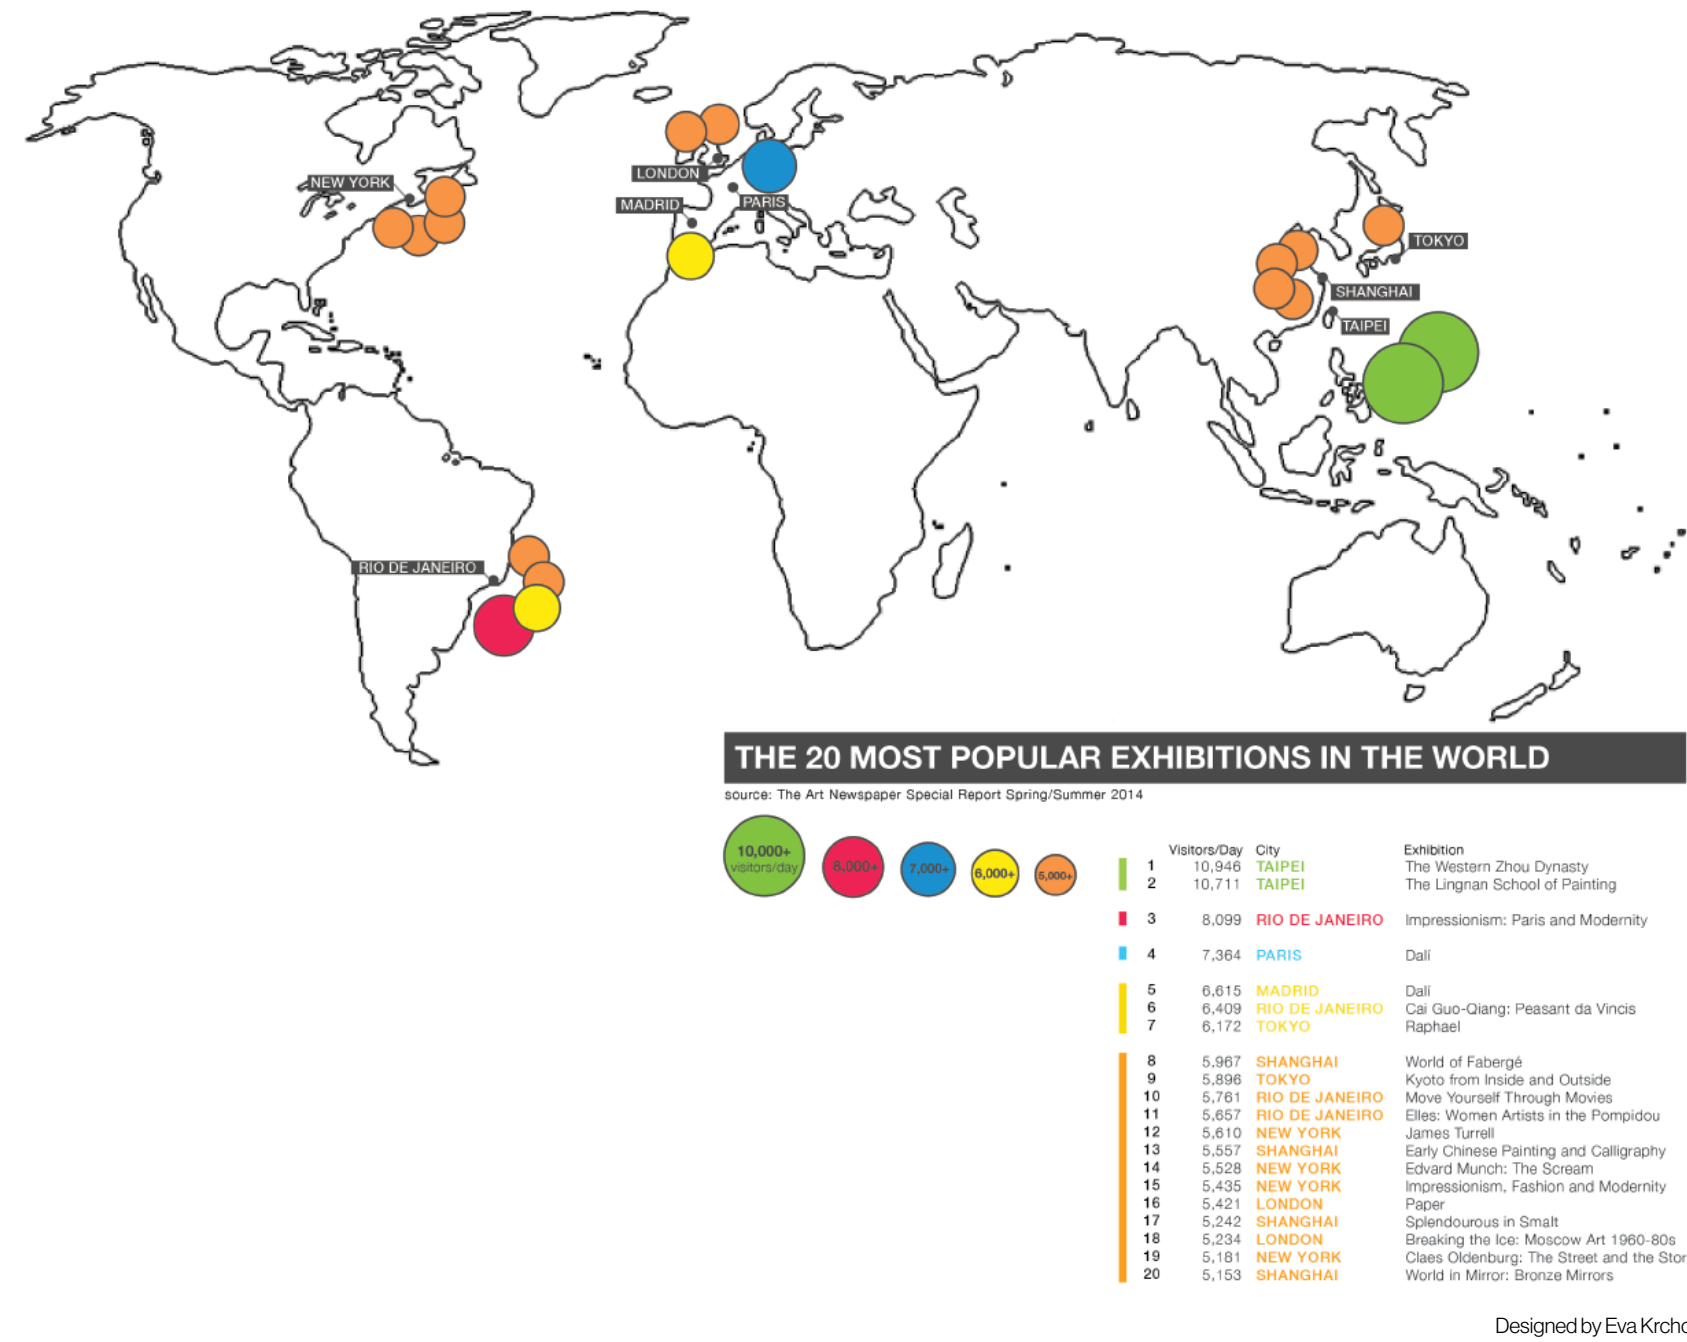 NEW YORK
LONDON
MADRID
PARIS
TOKYO
SHANGHAI
TAIPEI
RIO DE JANEIRO
THE 20 MOST POPULAR EXHIBITIONS IN THE WORLD
source: The Art Newspaper Special Report Spring/Summer 2014
10,000+
visitors/day
8,000+
7,000+
6,000+
5,000+
Visitors/Day City Exhibition
1 10,946 TAIPEI The Western Zhou Dynasty
2 10,711 TAIPEI The Lingnan School of Painting
3 8,099 RIO DE JANEIRO Impressionism: Paris and Modernity
4 7,364 PARIS Dalí
5 6,615 MADRID Dalí
6 6,409 RIO DE JANEIRO Cai Guo-Qiang: Peasant da Vincis
7 6,172 TOKYO Raphael
8 5,967 SHANGHAI World of Fabergé
9 5,896 TOKYO Kyoto from Inside and Outside
10 5,761 RIO DE JANEIRO Move Yourself Through Movies
11 5,657 RIO DE JANEIRO Elles: Women Artists in the Pompidou
12 5,610 NEW YORK James Turrell
13 5,557 SHANGHAI Early Chinese Painting and Calligraphy
14 5,528 NEW YORK Edvard Munch: The Scream
15 5,435 NEW YORK Impressionism, Fashion and Modernity
16 5,421 LONDON Paper
17 5,242 SHANGHAI Splendourous in Smalt
18 5,234 LONDON Breaking the Ice: Moscow Art 1960-80s
19 5,181 NEW YORK Claes Oldenburg: The Street and the Stor
20 5,153 SHANGHAI World in Mirror: Bronze Mirrors
Designed by Eva Krcho